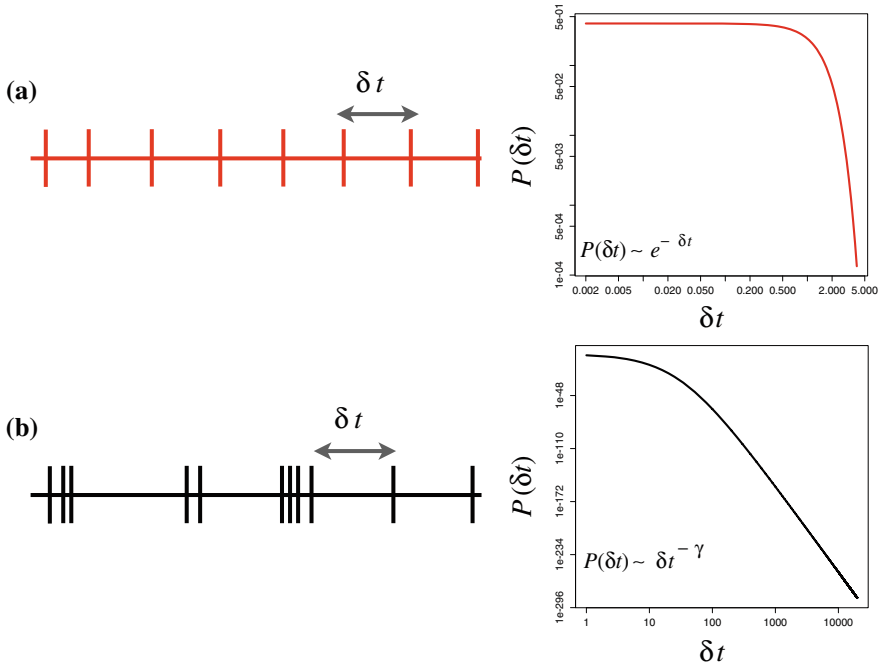 (a)
δt
P(δt)
5e-01
5e-02
5e-03
5e-04
1e-04
P(δt) ~ e^{- δt}
0.002 0.005 0.020 0.050 0.200 0.500 2.000 5.000
δt
(b)
δt
P(δt)
1e-48
1e-110
1e-172
1e-234
1e-296
P(δt) ~ δt^{- γ}
1 10 100 1000 10000
δt